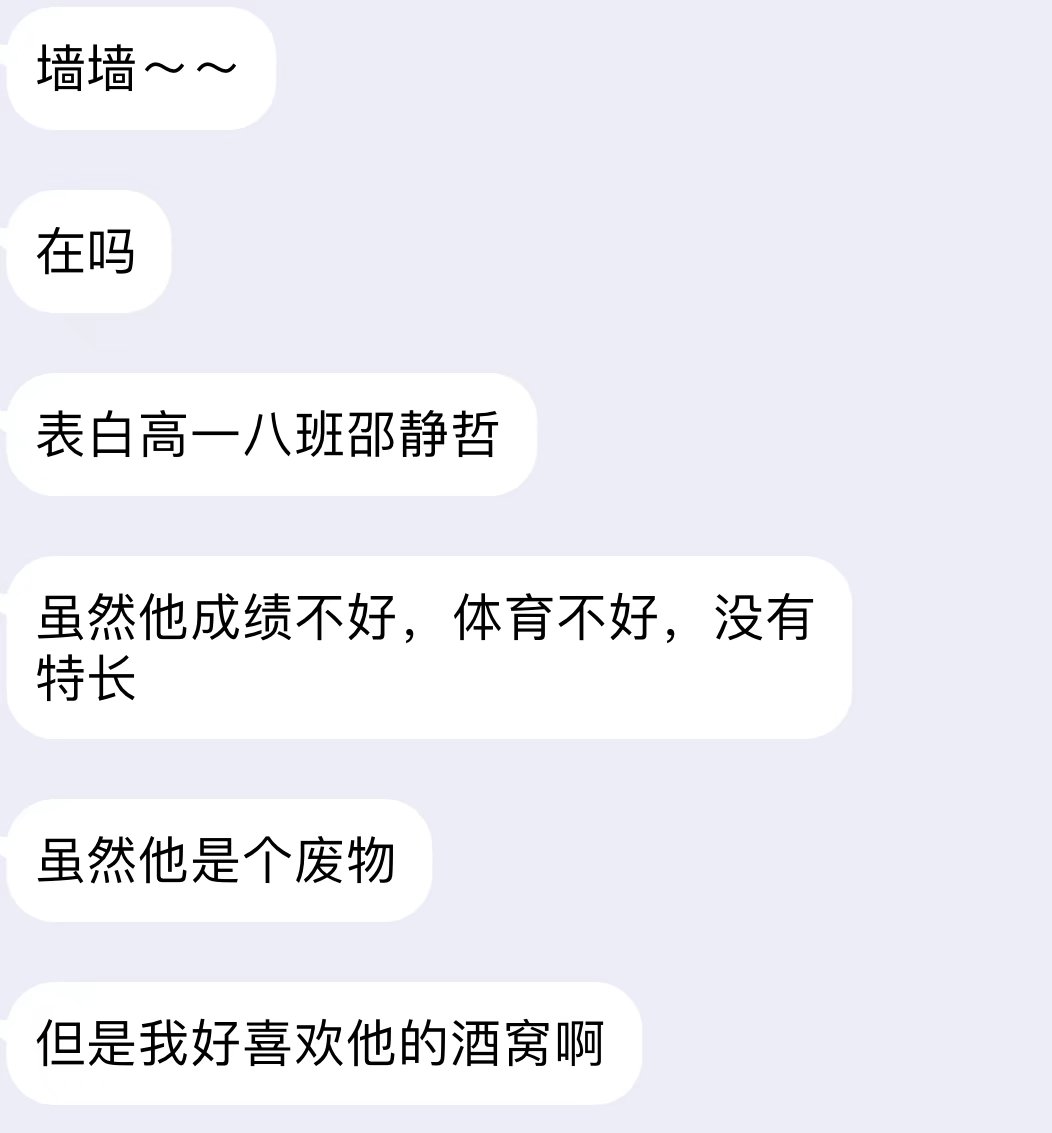 墙墙～～
在吗
表白高一八班邵静哲
虽然他成绩不好，体育不好，没有
特长
虽然他是个废物
但是我好喜欢他的酒窝啊